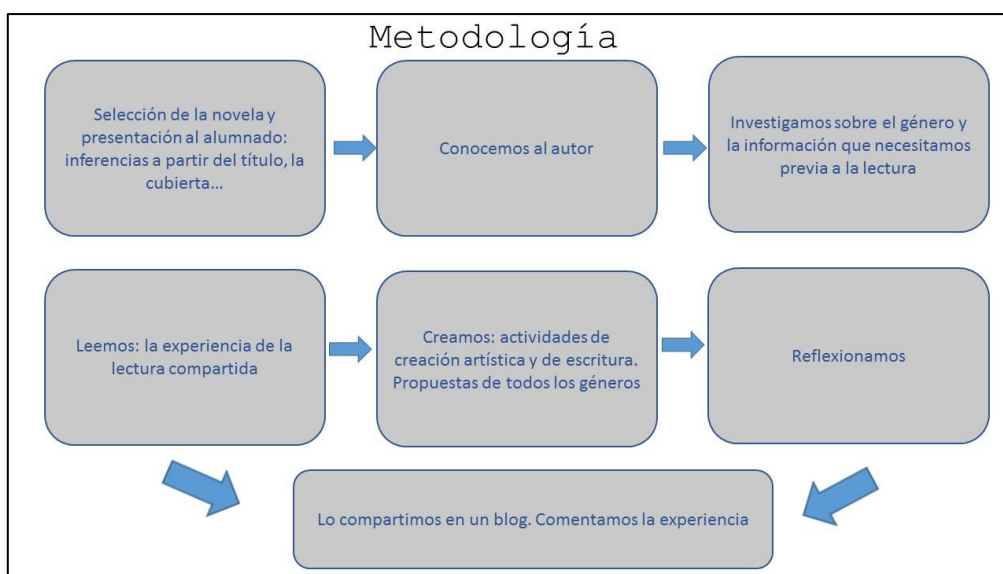 Metodología
Selección de la novela y
presentación al alumnado:
inferencias a partir del título, la
cubierta...
Conocemos al autor
Investigamos sobre el género y
la información que necesitamos
previa a la lectura
Leemos: la experiencia de la
lectura compartida
Creamos: actividades de
creación artística y de escritura.
Propuestas de todos los géneros
Reflexionamos
Lo compartimos en un blog. Comentamos la experiencia